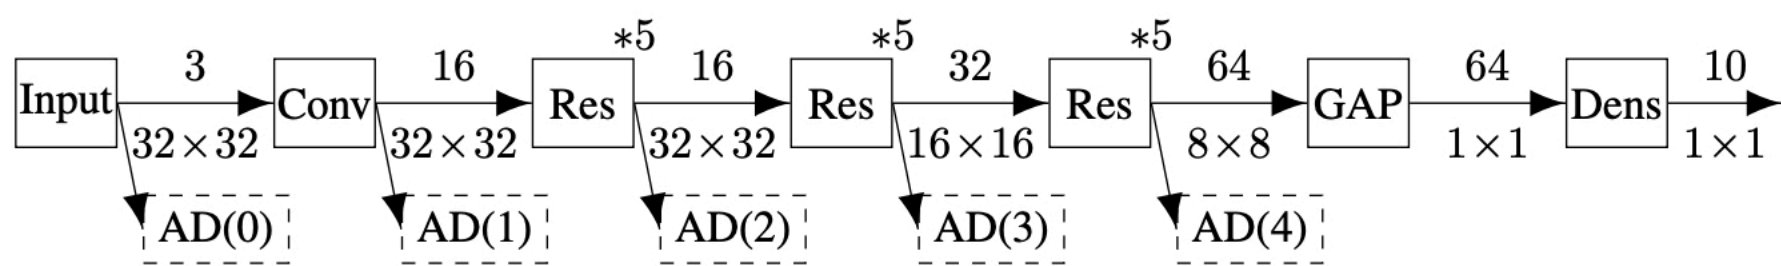 *5 *5 *5
3 16 16 32 64 64 10
Input Conv Res Res Res GAP Dens
32×32 32×32 32×32 16×16 8×8 1×1 1×1
AD(0) AD(1) AD(2) AD(3) AD(4)